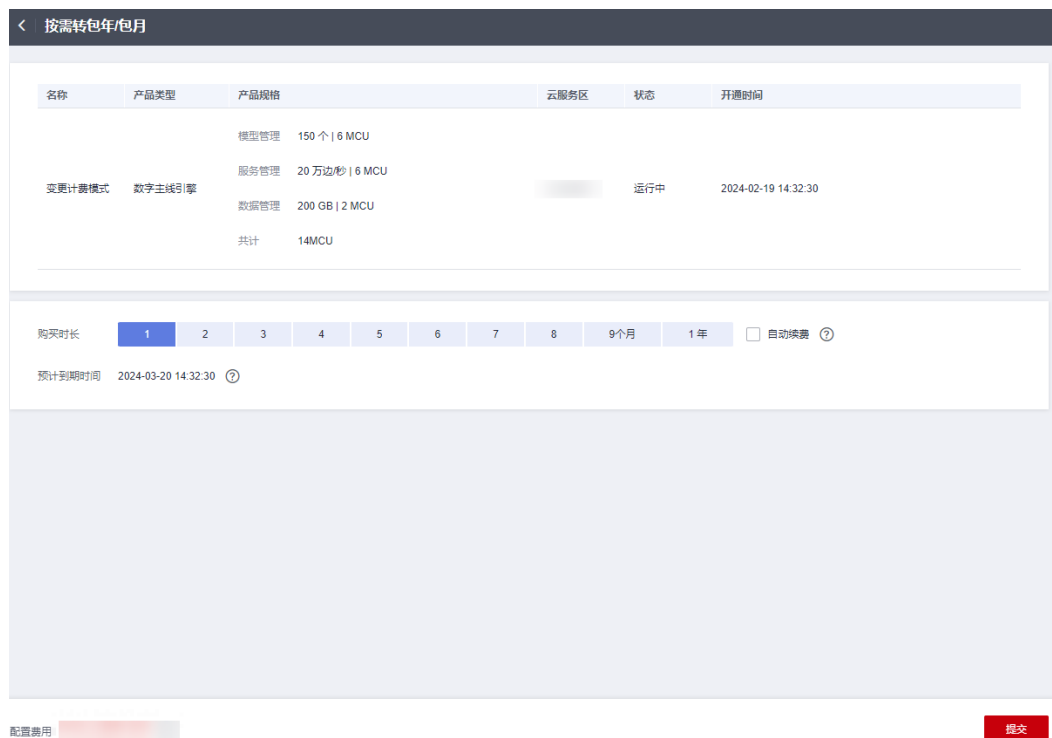 按需转包年/包月
名称 产品类型 产品规格 云服务区 状态 开通时间
模型管理 150 个 | 6 MCU
服务管理 20 万边/秒 | 6 MCU
变更计费模式 数字主线引擎 运行中 2024-02-19 14:32:30
数据管理 200 GB | 2 MCU
共计 14MCU
购买时长 1 2 3 4 5 6 7 8 9个月 1 年 自动续费 ?
预计到期时间 2024-03-20 14:32:30 ?
配置费用 提交